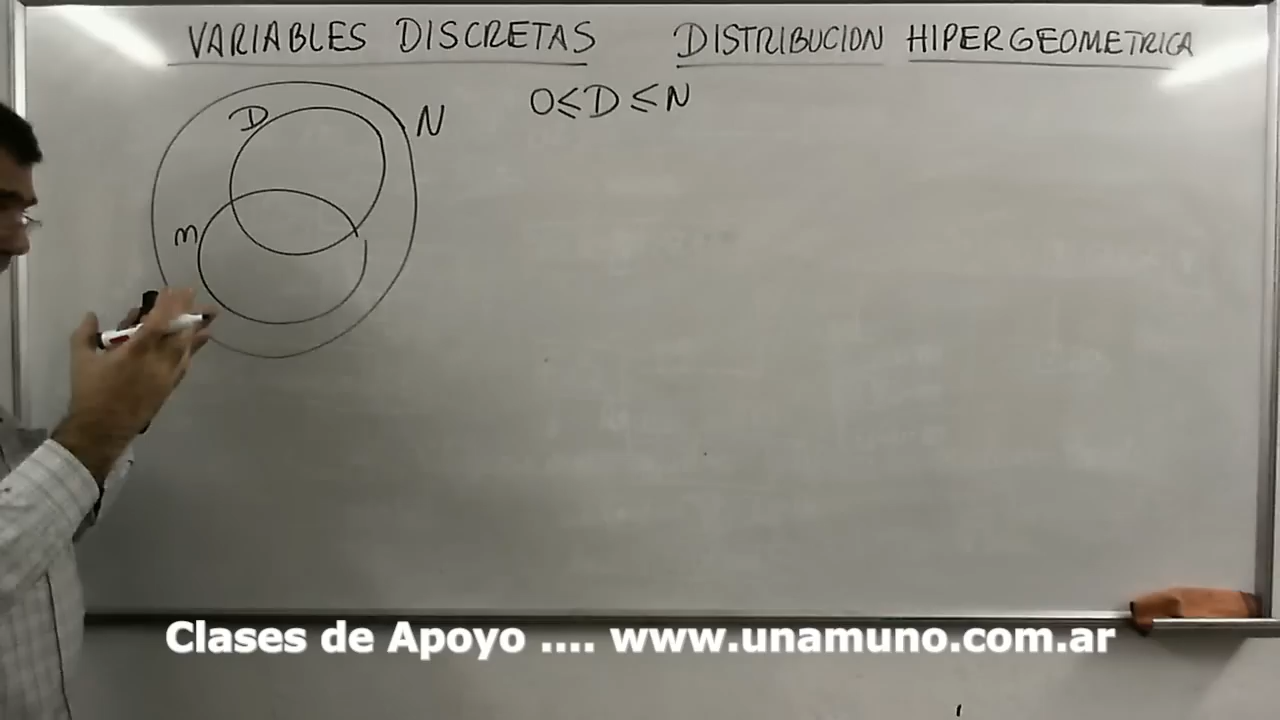 VARIABLES DISCRETAS DISTRIBUCION HIPERGEOMETRICA
D N 0≤D≤N
m
Clases de Apoyo .... www.unamuno.com.ar